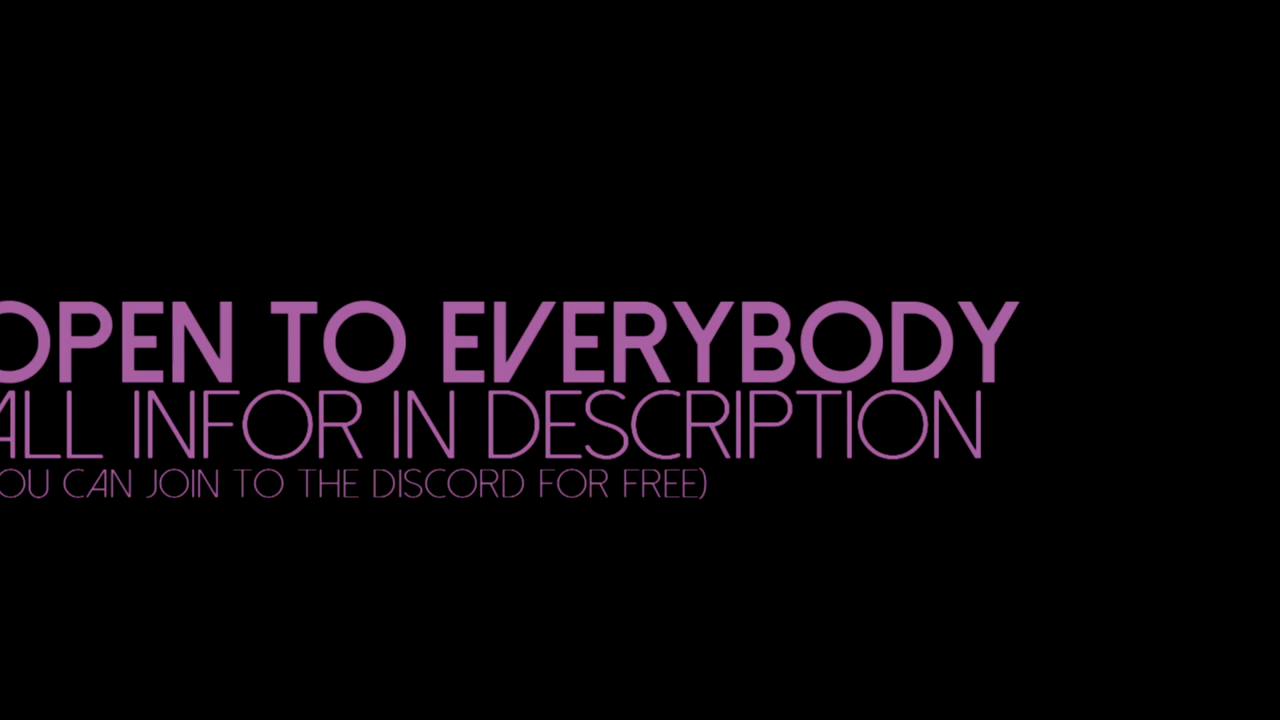 OPEN TO EVERYBODY
ALL INFOR IN DESCRIPTION
OU CAN JOIN TO THE DISCORD FOR FREE)